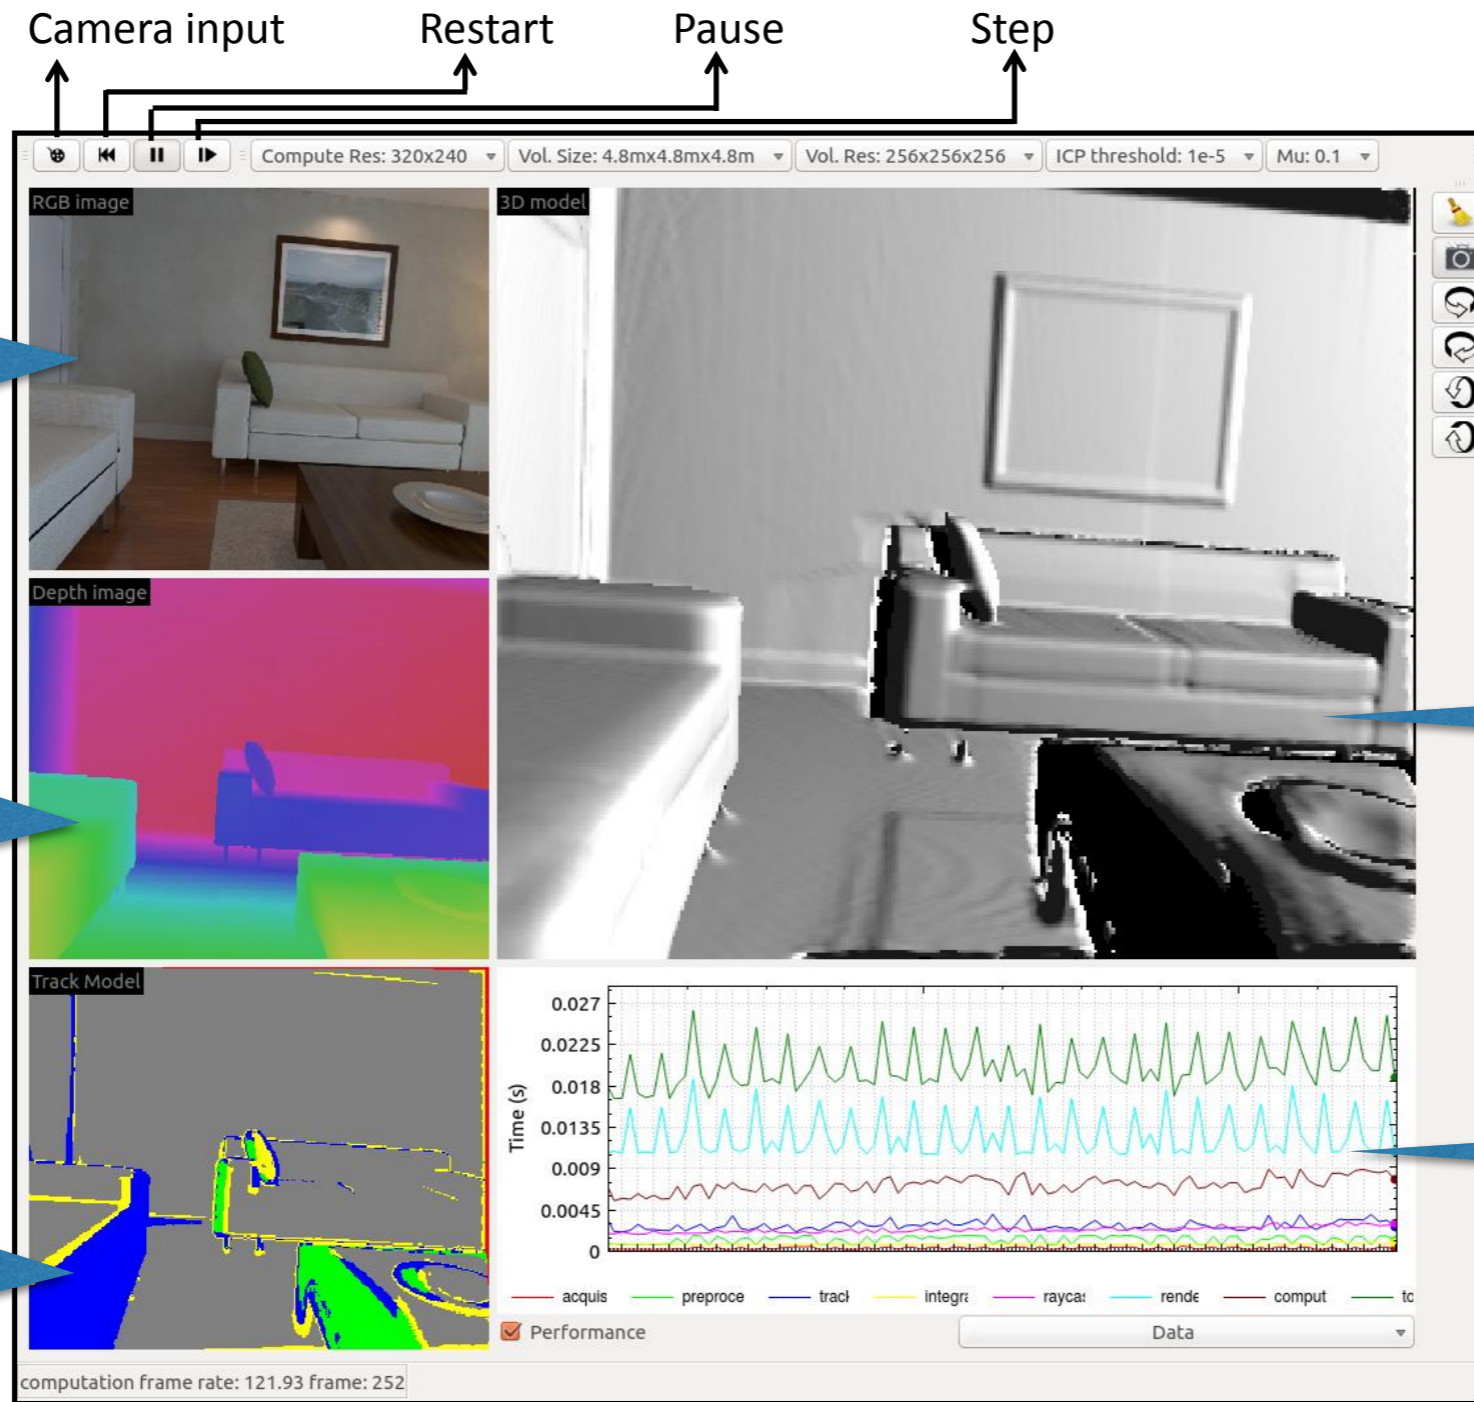 Camera input Restart Pause Step
Compute Res: 320x240 Vol. Size: 4.8mx4.8mx4.8m Vol. Res: 256x256x256 ICP threshold: 1e-5 Mu: 0.1
RGB image
3D model
Depth image
Track Model
0.027
0.0225
0.018
0.0135
0.009
0.0045
0
Time (s)
acquis preproce track integra raycas rende comput to
Performance
Data
computation frame rate: 121.93 frame: 252